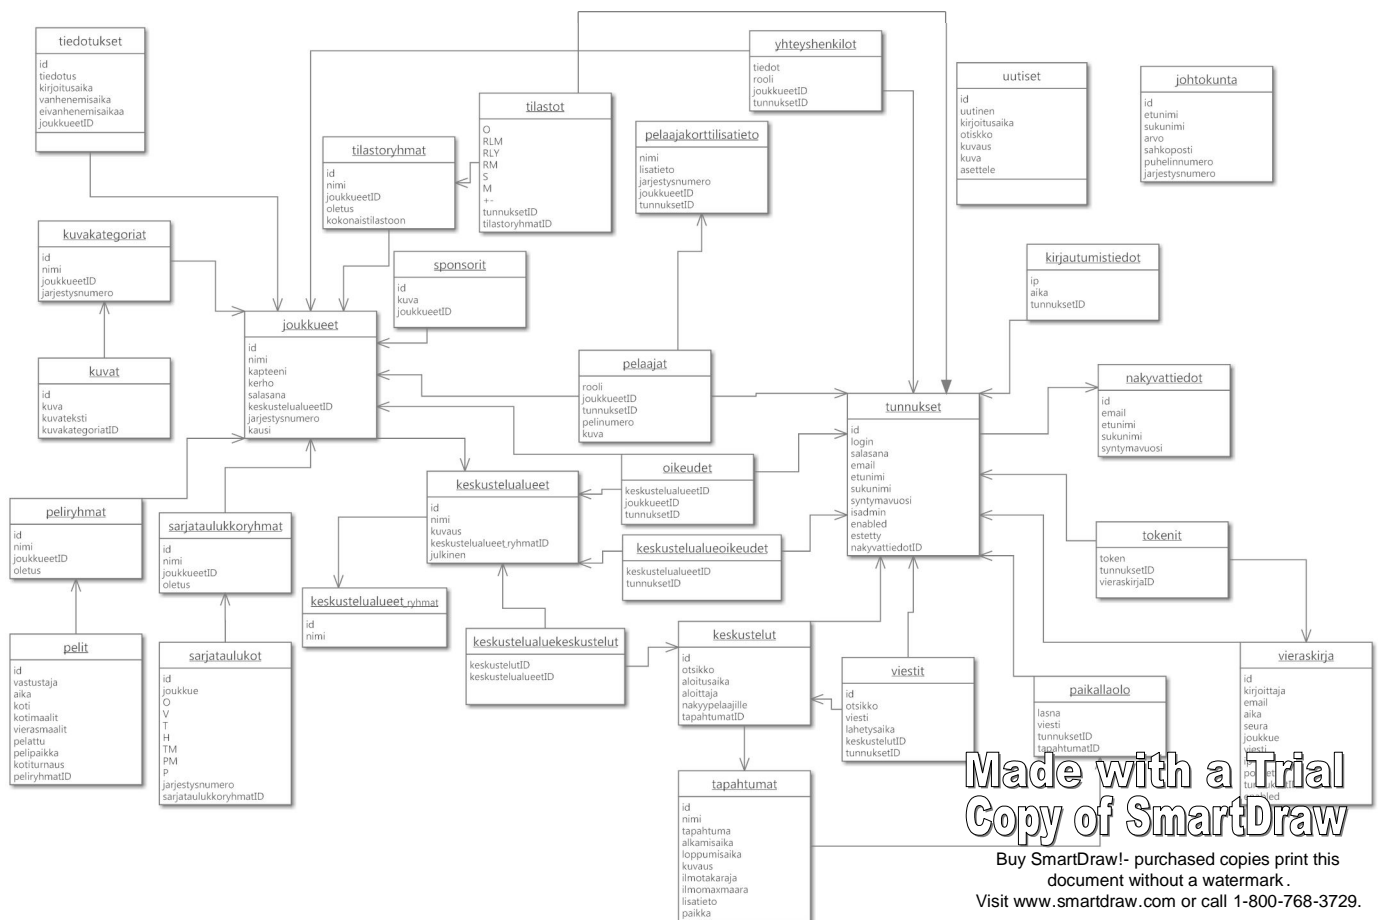 tiedotukset
id
tiedotus
kirjoitusaika
vanhenemisaika
eivanhenemisaikaa
joukkueetID
yhteyshenkilot
tiedot
rooli
joukkueetID
tunnuksetID
uutiset
id
uutinen
kirjoitusaika
otiskko
kuvaus
kuva
asettele
johtokunta
id
etunimi
sukunimi
arvo
sahkoposti
puhelinnumero
jarjestysnumero
tilastot
O
RLM
RLY
RM
S
M
+-
tunnuksetID
tilastoryhmatID
tilastoryhmat
id
nimi
joukkueetID
oletus
kokonaistilastoon
pelaajakorttilisatieto
nimi
lisatieto
jarjestysnumero
joukkueetID
tunnuksetID
kuvakategoriat
id
nimi
joukkueetID
jarjestysnumero
sponsorit
id
kuva
joukkueetID
kirjautumistiedot
ip
aika
tunnuksetID
joukkueet
id
nimi
kapteeni
kerho
salasana
keskustelualueetID
jarjestysnumero
kausi
kuvat
id
kuva
kuvateksti
kuvakategoriatID
pelaajat
rooli
joukkueetID
tunnuksetID
pelinumero
kuva
tunnukset
id
login
salasana
email
etunimi
sukunimi
syntymavuosi
isadmin
enabled
estetty
nakyvattiedotID
nakyvattiedot
id
email
etunimi
sukunimi
syntymavuosi
oikeudet
keskustelualueetID
joukkueetID
tunnuksetID
keskustelualueet
id
nimi
kuvaus
keskustelualueet_ryhmatID
julkinen
peliryhmat
id
nimi
joukkueetID
oletus
sarjataulukkoryhmat
id
nimi
joukkueetID
oletus
keskustelualueoikeudet
keskustelualueetID
tunnuksetID
tokenit
token
tunnuksetID
vieraskirjaID
keskustelualueet_ryhmat
id
nimi
pelit
id
vastustaja
aika
koti
kotimaalit
vierasmaalit
pelattu
pelipaikka
kotiturnaus
peliryhmatID
sarjataulukot
id
joukkue
O
V
T
H
TM
PM
P
jarjestysnumero
sarjataulukkoryhmatID
keskustelualuekeskustelut
keskustelutID
keskustelualueetID
keskustelut
id
otsikko
aloitusaika
aloittaja
nakyypelaajille
tapahtumatID
viestit
id
otsikko
viesti
lahetysaika
keskustelutID
tunnuksetID
paikallaolo
lasna
viesti
tunnuksetID
tapahtumatID
vieraskirja
id
kirjoittaja
email
aika
seura
joukkue
viesti
enabled
tapahtumat
id
nimi
tapahtuma
alkamisaika
loppumisaika
kuvaus
ilmotakaraja
ilmomaxmaara
lisatieto
paikka
Made with a Trial
Copy of SmartDraw
Buy SmartDraw!- purchased copies print this
document without a watermark.
Visit www.smartdraw.com or call 1-800-768-3729.